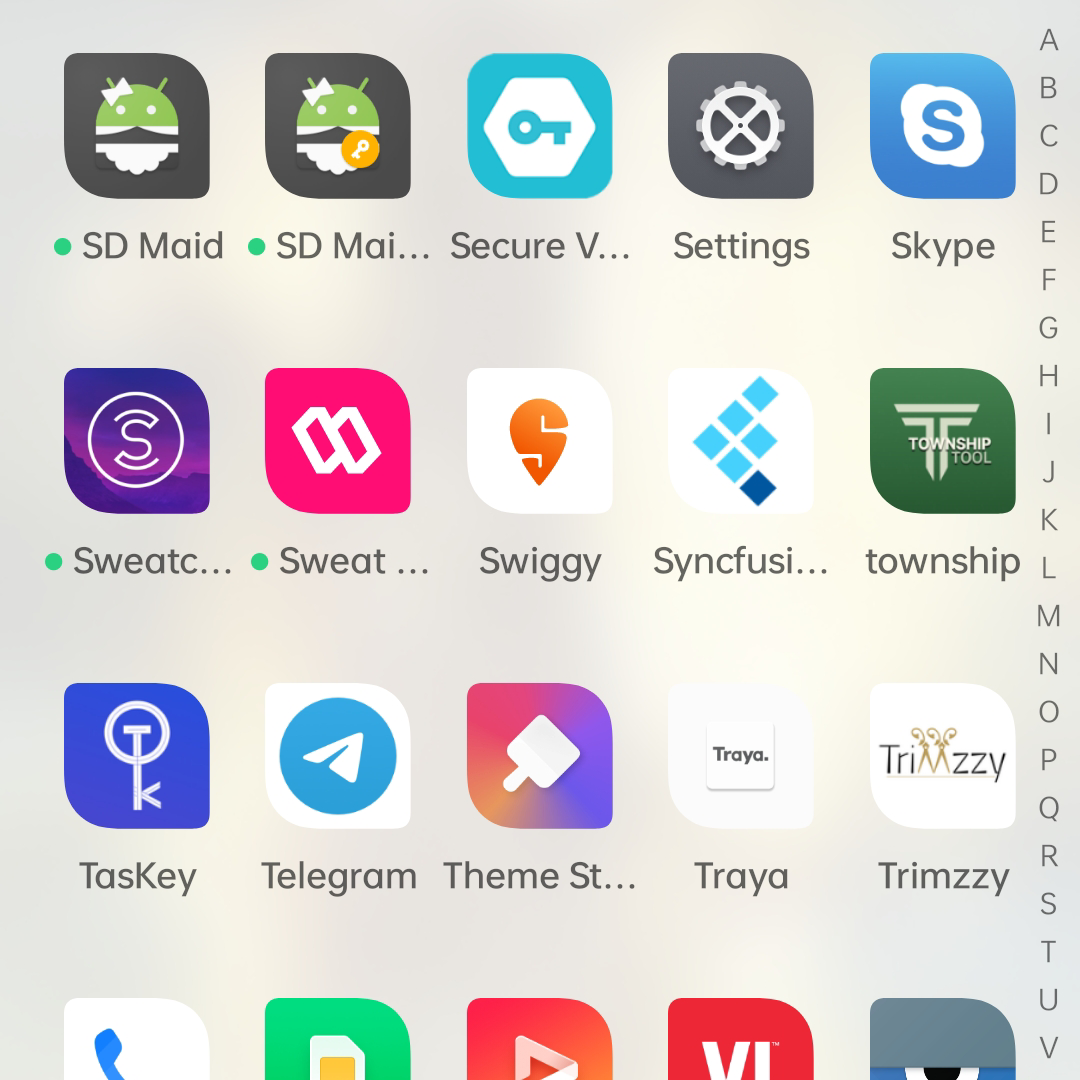 SD Maid SD Mai... Secure V... Settings Skype
TOWNSHIP
TOOL
Sweatc... Sweat ... Swiggy Syncfusi... township
Traya. TriMzzy
TasKey Telegram Theme St... Traya Trimzzy
VI™
A
B
C
D
E
F
G
H
I
J
K
L
M
N
O
P
Q
R
S
T
U
V